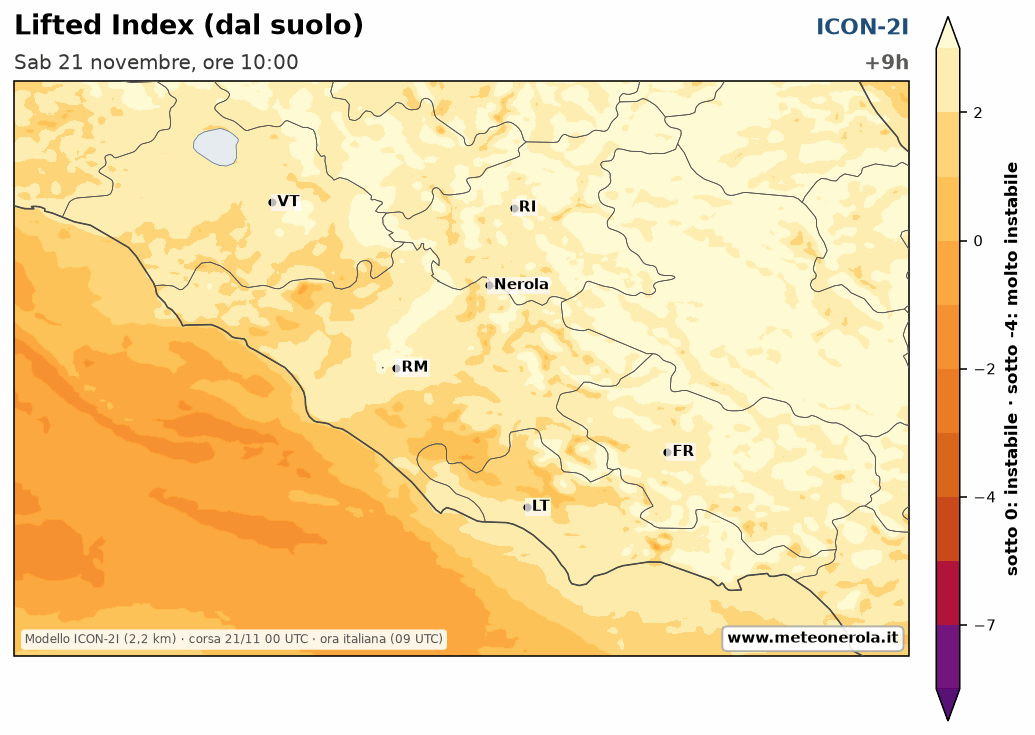 Lifted Index (dal suolo)
ICON-2I
Sab 21 novembre, ore 10:00
+9h
VT
RI
Nerola
RM
FR
LT
Modello ICON-2I (2,2 km) · corsa 21/11 00 UTC · ora italiana (09 UTC)
www.meteonerola.it
2
0
−2
−4
−7
sotto 0: instabile · sotto -4: molto instabile